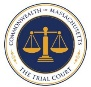 COMMONWEALTH OF MASSACHUSETTS
THE TRIAL COURT